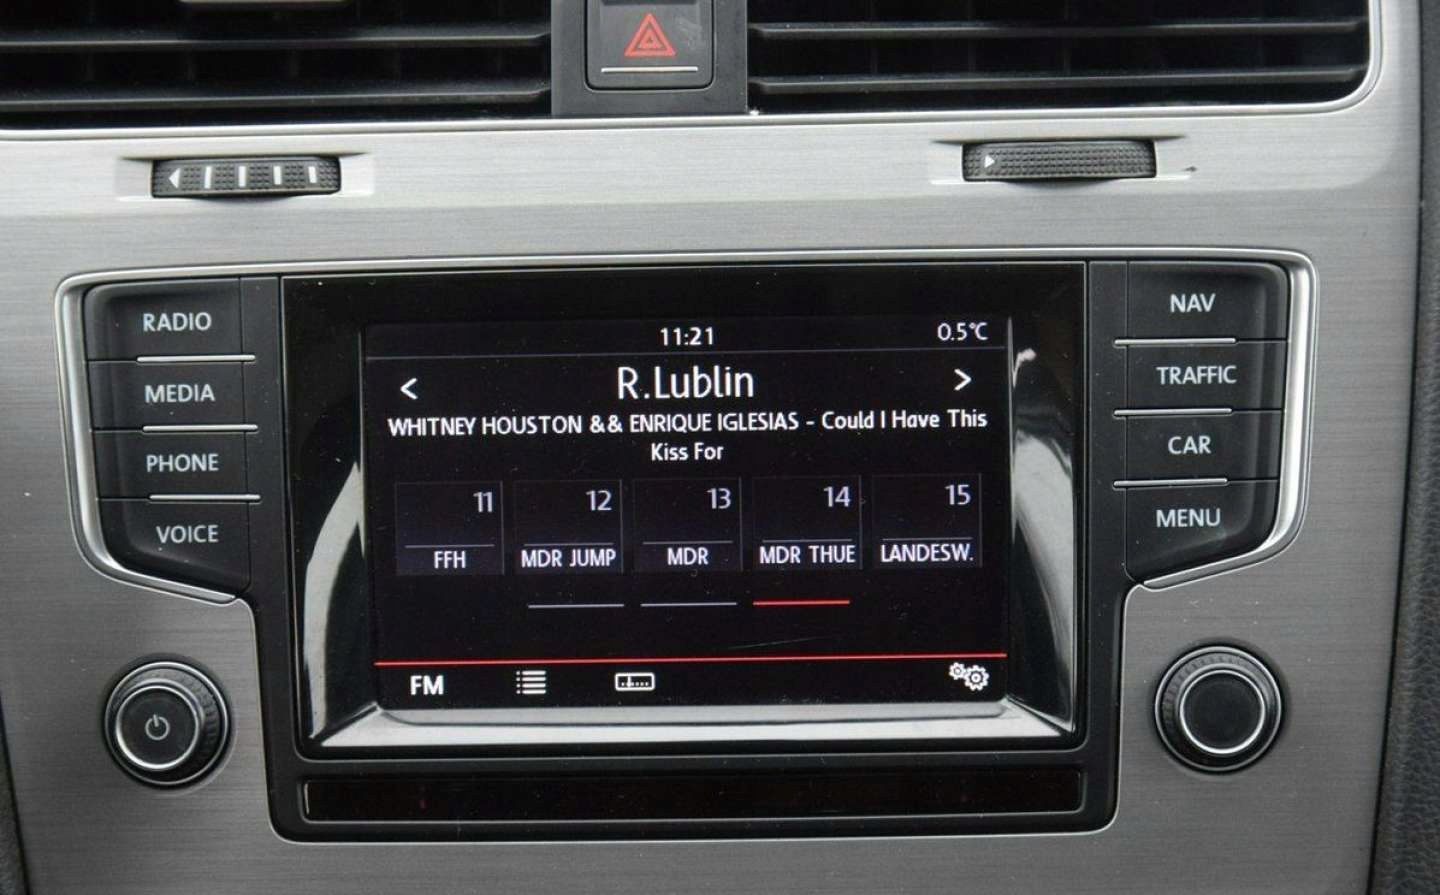 RADIO
MEDIA
PHONE
VOICE
11:21
0.5°C
< R.Lublin >
WHITNEY HOUSTON && ENRIQUE IGLESIAS - Could I Have This
Kiss For
11 12 13 14 15
FFH MDR JUMP MDR MDR THUE LANDESW.
FM
NAV
TRAFFIC
CAR
MENU